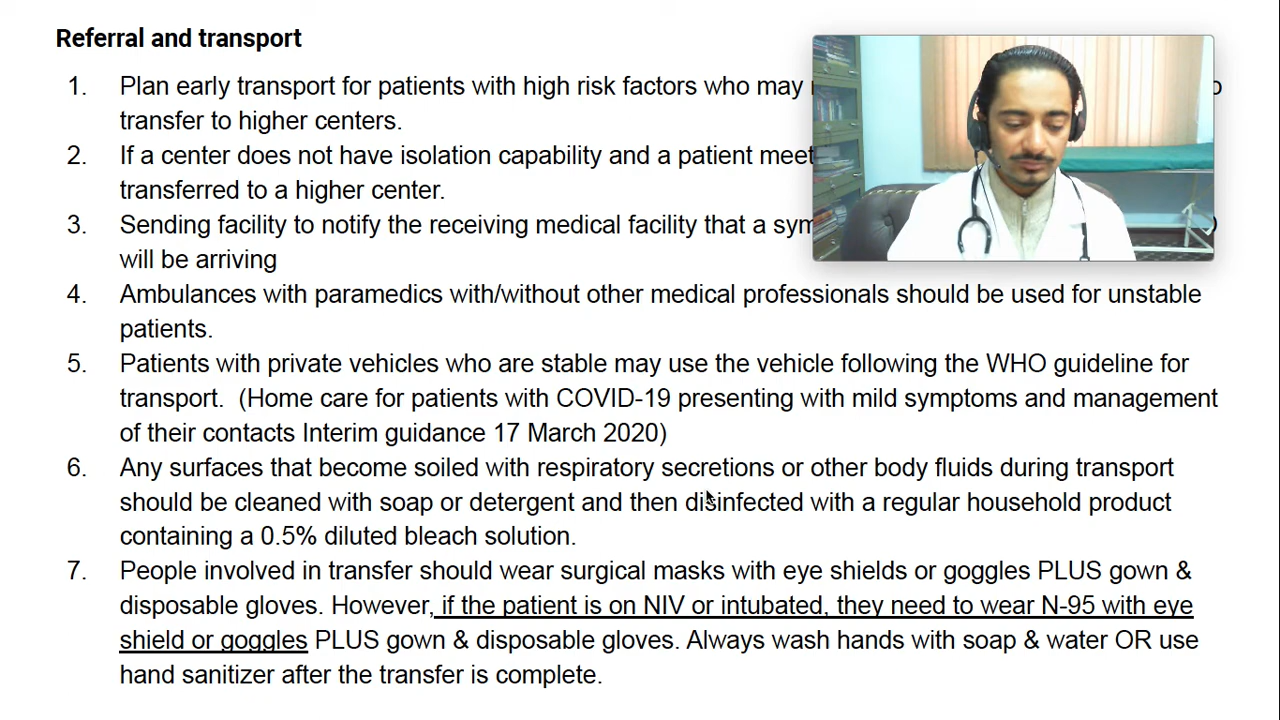 Referral and transport
1. Plan early transport for patients with high risk factors who may
transfer to higher centers.
2. If a center does not have isolation capability and a patient meet
transferred to a higher center.
3. Sending facility to notify the receiving medical facility that a sym
will be arriving
4. Ambulances with paramedics with/without other medical professionals should be used for unstable
patients.
5. Patients with private vehicles who are stable may use the vehicle following the WHO guideline for
transport. (Home care for patients with COVID-19 presenting with mild symptoms and management
of their contacts Interim guidance 17 March 2020)
6. Any surfaces that become soiled with respiratory secretions or other body fluids during transport
should be cleaned with soap or detergent and then disinfected with a regular household product
containing a 0.5% diluted bleach solution.
7. People involved in transfer should wear surgical masks with eye shields or goggles PLUS gown &
disposable gloves. However, if the patient is on NIV or intubated, they need to wear N-95 with eye
shield or goggles PLUS gown & disposable gloves. Always wash hands with soap & water OR use
hand sanitizer after the transfer is complete.